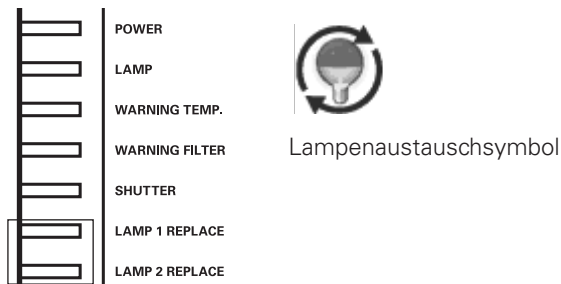 POWER
LAMP
WARNING TEMP.
WARNING FILTER
SHUTTER
LAMP 1 REPLACE
LAMP 2 REPLACE
Lampenaustauschsymbol